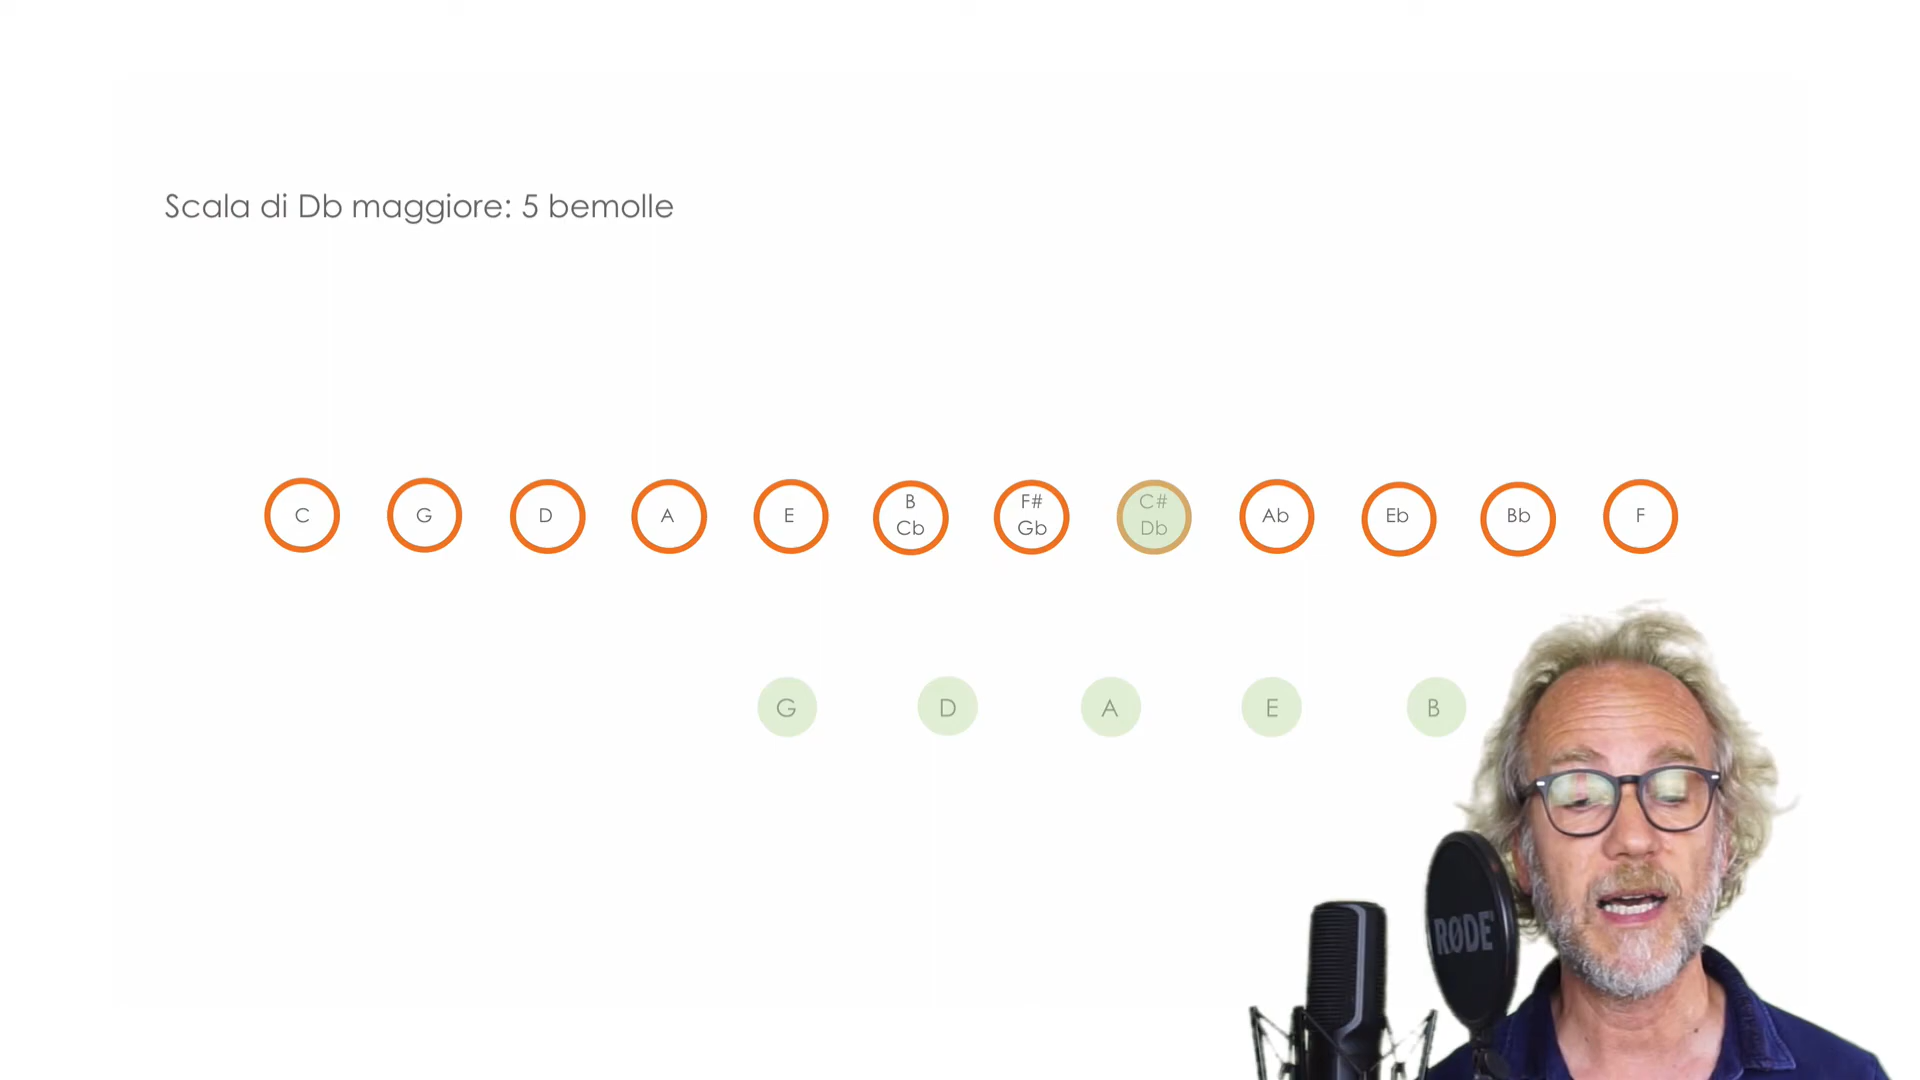 Scala di Db maggiore: 5 bemolle
C G D A E B Cb F# Gb C# Db Ab Eb Bb F
G D A E B
RØDE